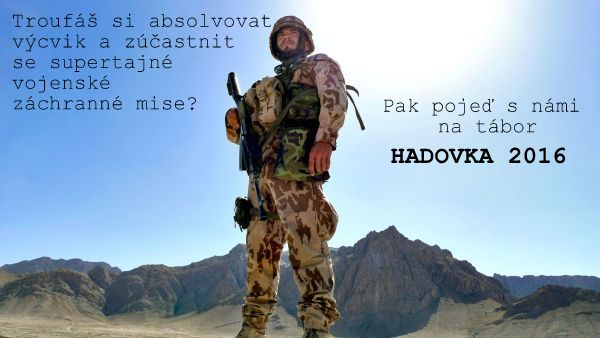 Troufáš si absolvovat
výcvik a zúčastnit
se supertajné
vojenské
záchranné mise?
Pak pojeď s námi
na tábor
HADOVKA 2016